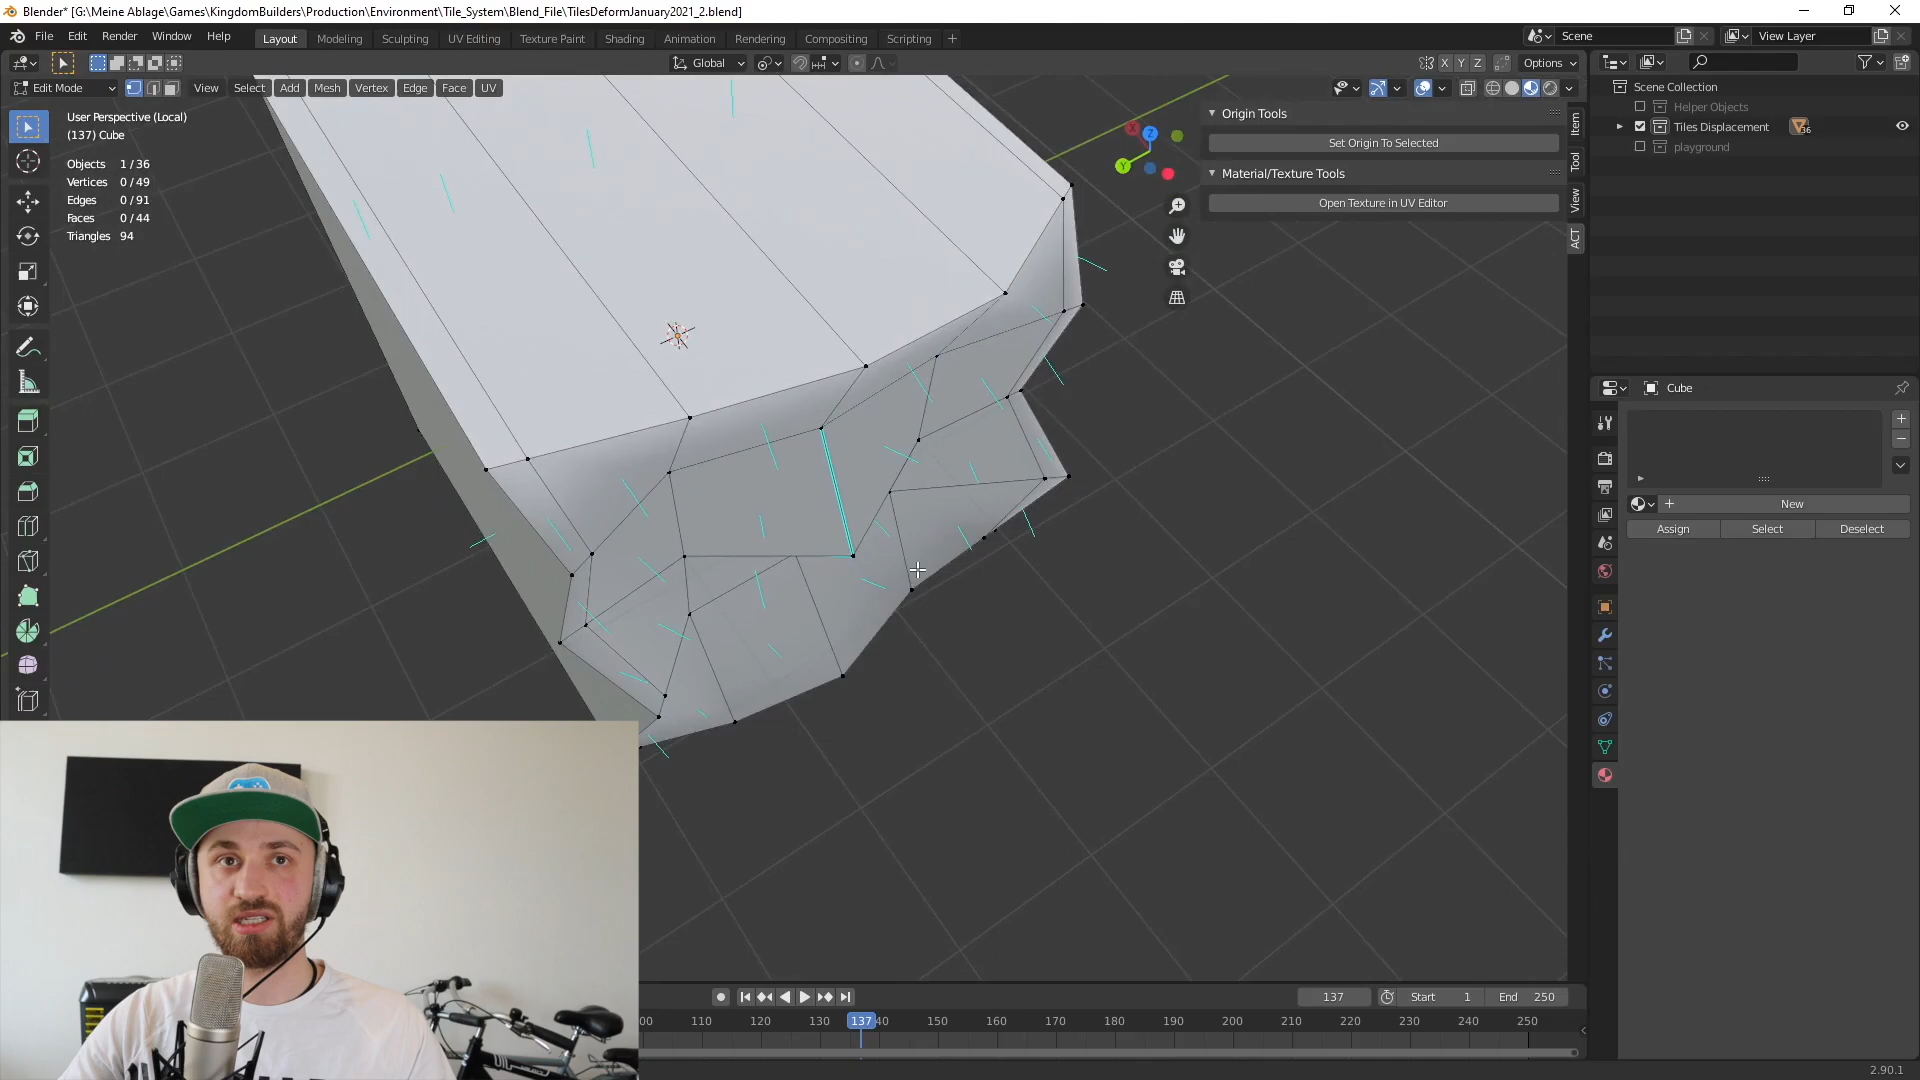 Blender* [G:\Meine Ablage\Games\KingdomBuilders\Production\Environment\Tile_System\Blend_File\TilesDeformJanuary2021_2.blend]
File Edit Render Window Help Layout Modeling Sculpting UV Editing Texture Paint Shading Animation Rendering Compositing Scripting + Scene View Layer
Global X Y Z Options
Edit Mode View Select Add Mesh Vertex Edge Face UV
User Perspective (Local)
(137) Cube
Objects 1 / 36
Vertices 0 / 49
Edges 0 / 91
Faces 0 / 44
Triangles 94
X
Z
Y
Origin Tools
Set Origin To Selected
Material/Texture Tools
Open Texture in UV Editor
Item
Tool
View
ACT
Scene Collection
Helper Objects
Tiles Displacement 36
playground
Cube
+ New
Assign Select Deselect
137 Start 1 End 250
00 110 120 130 137 40 150 160 170 180 190 200 210 220 230 240 250
2.90.1